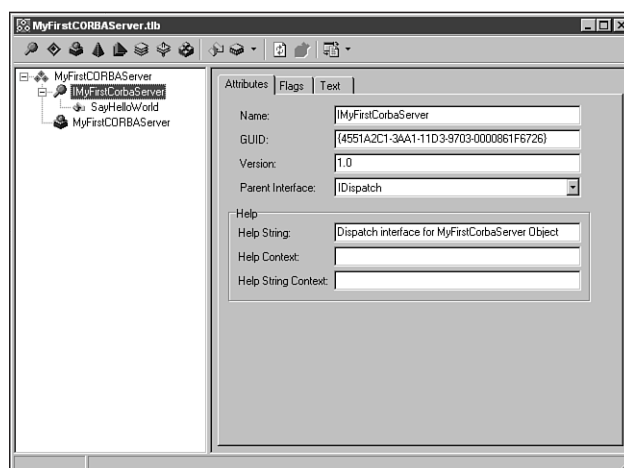 MyFirstCORBAServer.tlb
MyFirstCORBAServer
IMyFirstCorbaServer
SayHelloWorld
MyFirstCORBAServer
Attributes Flags Text
Name: IMyFirstCorbaServer
GUID: {4551A2C1-3AA1-11D3-9703-0000861F6726}
Version: 1.0
Parent Interface: IDispatch
Help
Help String: Dispatch interface for MyFirstCorbaServer Object
Help Context:
Help String Context: